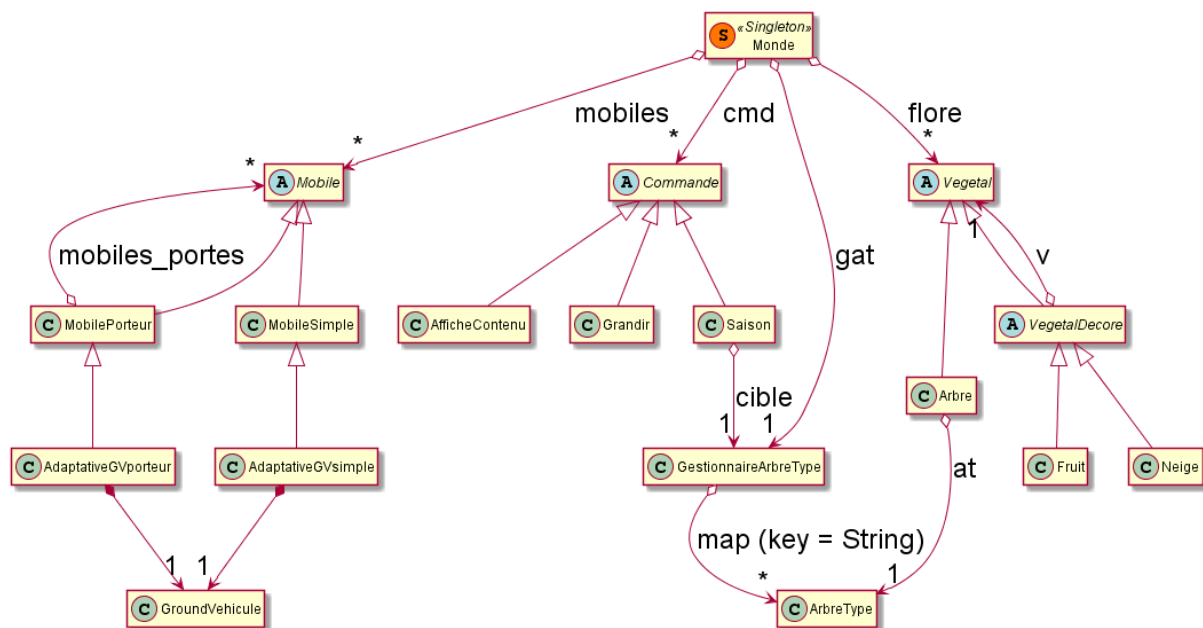 S «Singleton»
Monde
mobiles
cmd
flore
*
*
*
*
A Mobile
A Commande
A Vegetal
1
mobiles_portes
gat
v
C MobilePorteur
C MobileSimple
C AfficheContenu
C Grandir
C Saison
A VegetalDecore
cible
C Arbre
1
1
C AdaptativeGVporteur
C AdaptativeGVsimple
C GestionnaireArbreType
at
C Fruit
C Neige
map (key = String)
1
1
*
1
C GroundVehicule
C ArbreType